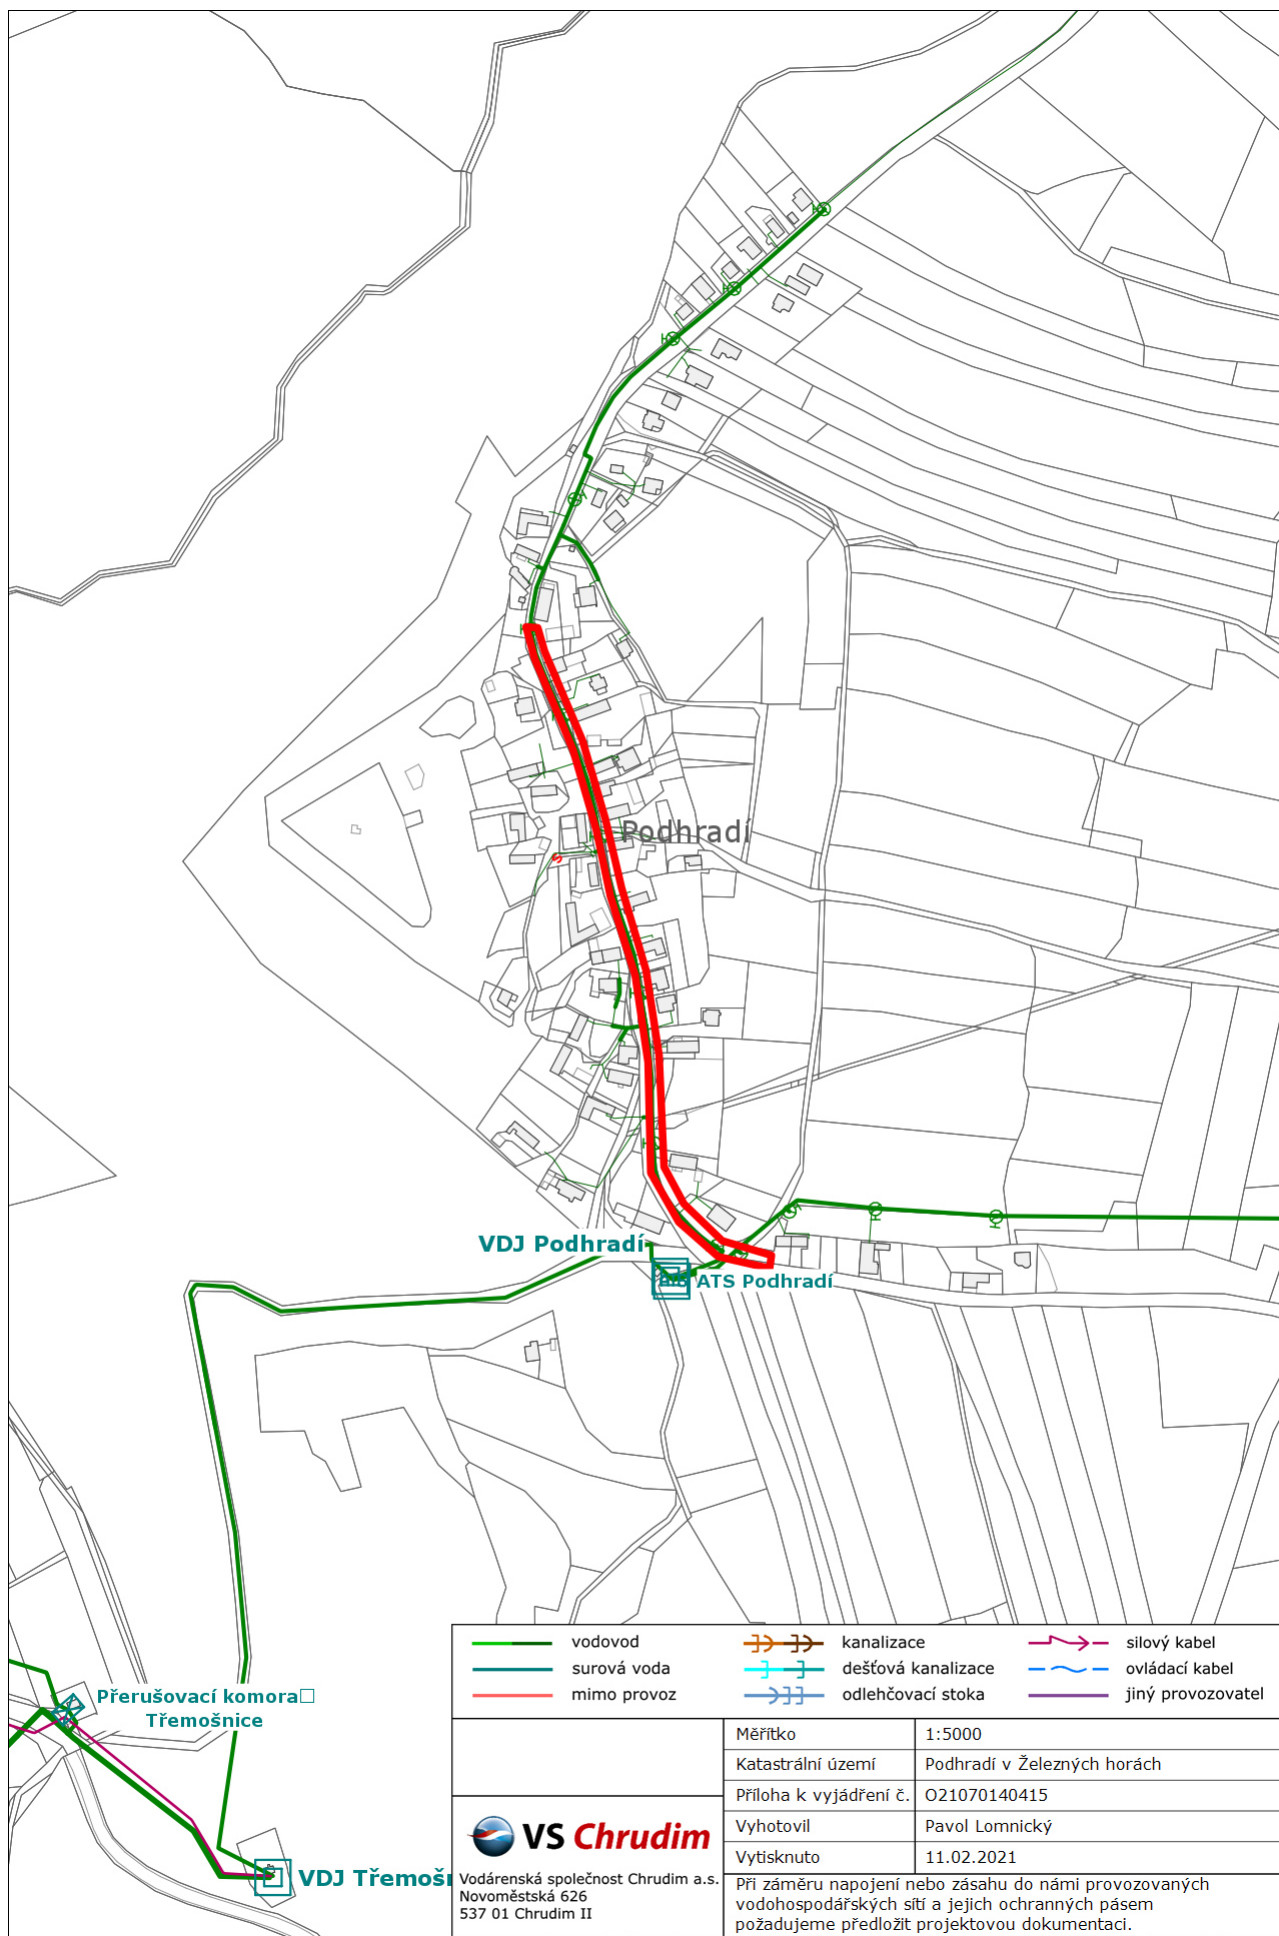 Podhradí
VDJ Podhradí
ATS Podhradí
Přerušovací komora□
Třemošnice
VDJ Třemošn
vodovod
surová voda
mimo provoz
kanalizace
dešťová kanalizace
odlehčovací stoka
silový kabel
ovládací kabel
jiný provozovatel
Měřítko 1:5000
Katastrální území Podhradí v Železných horách
Příloha k vyjádření č. O21070140415
Vyhotovil Pavol Lomnický
Vytisknuto 11.02.2021
VS Chrudim
Vodárenská společnost Chrudim a.s.
Novoměstská 626
537 01 Chrudim II
Při záměru napojení nebo zásahu do námi provozovaných
vodohospodářských sítí a jejich ochranných pásem
požadujeme předložit projektovou dokumentaci.